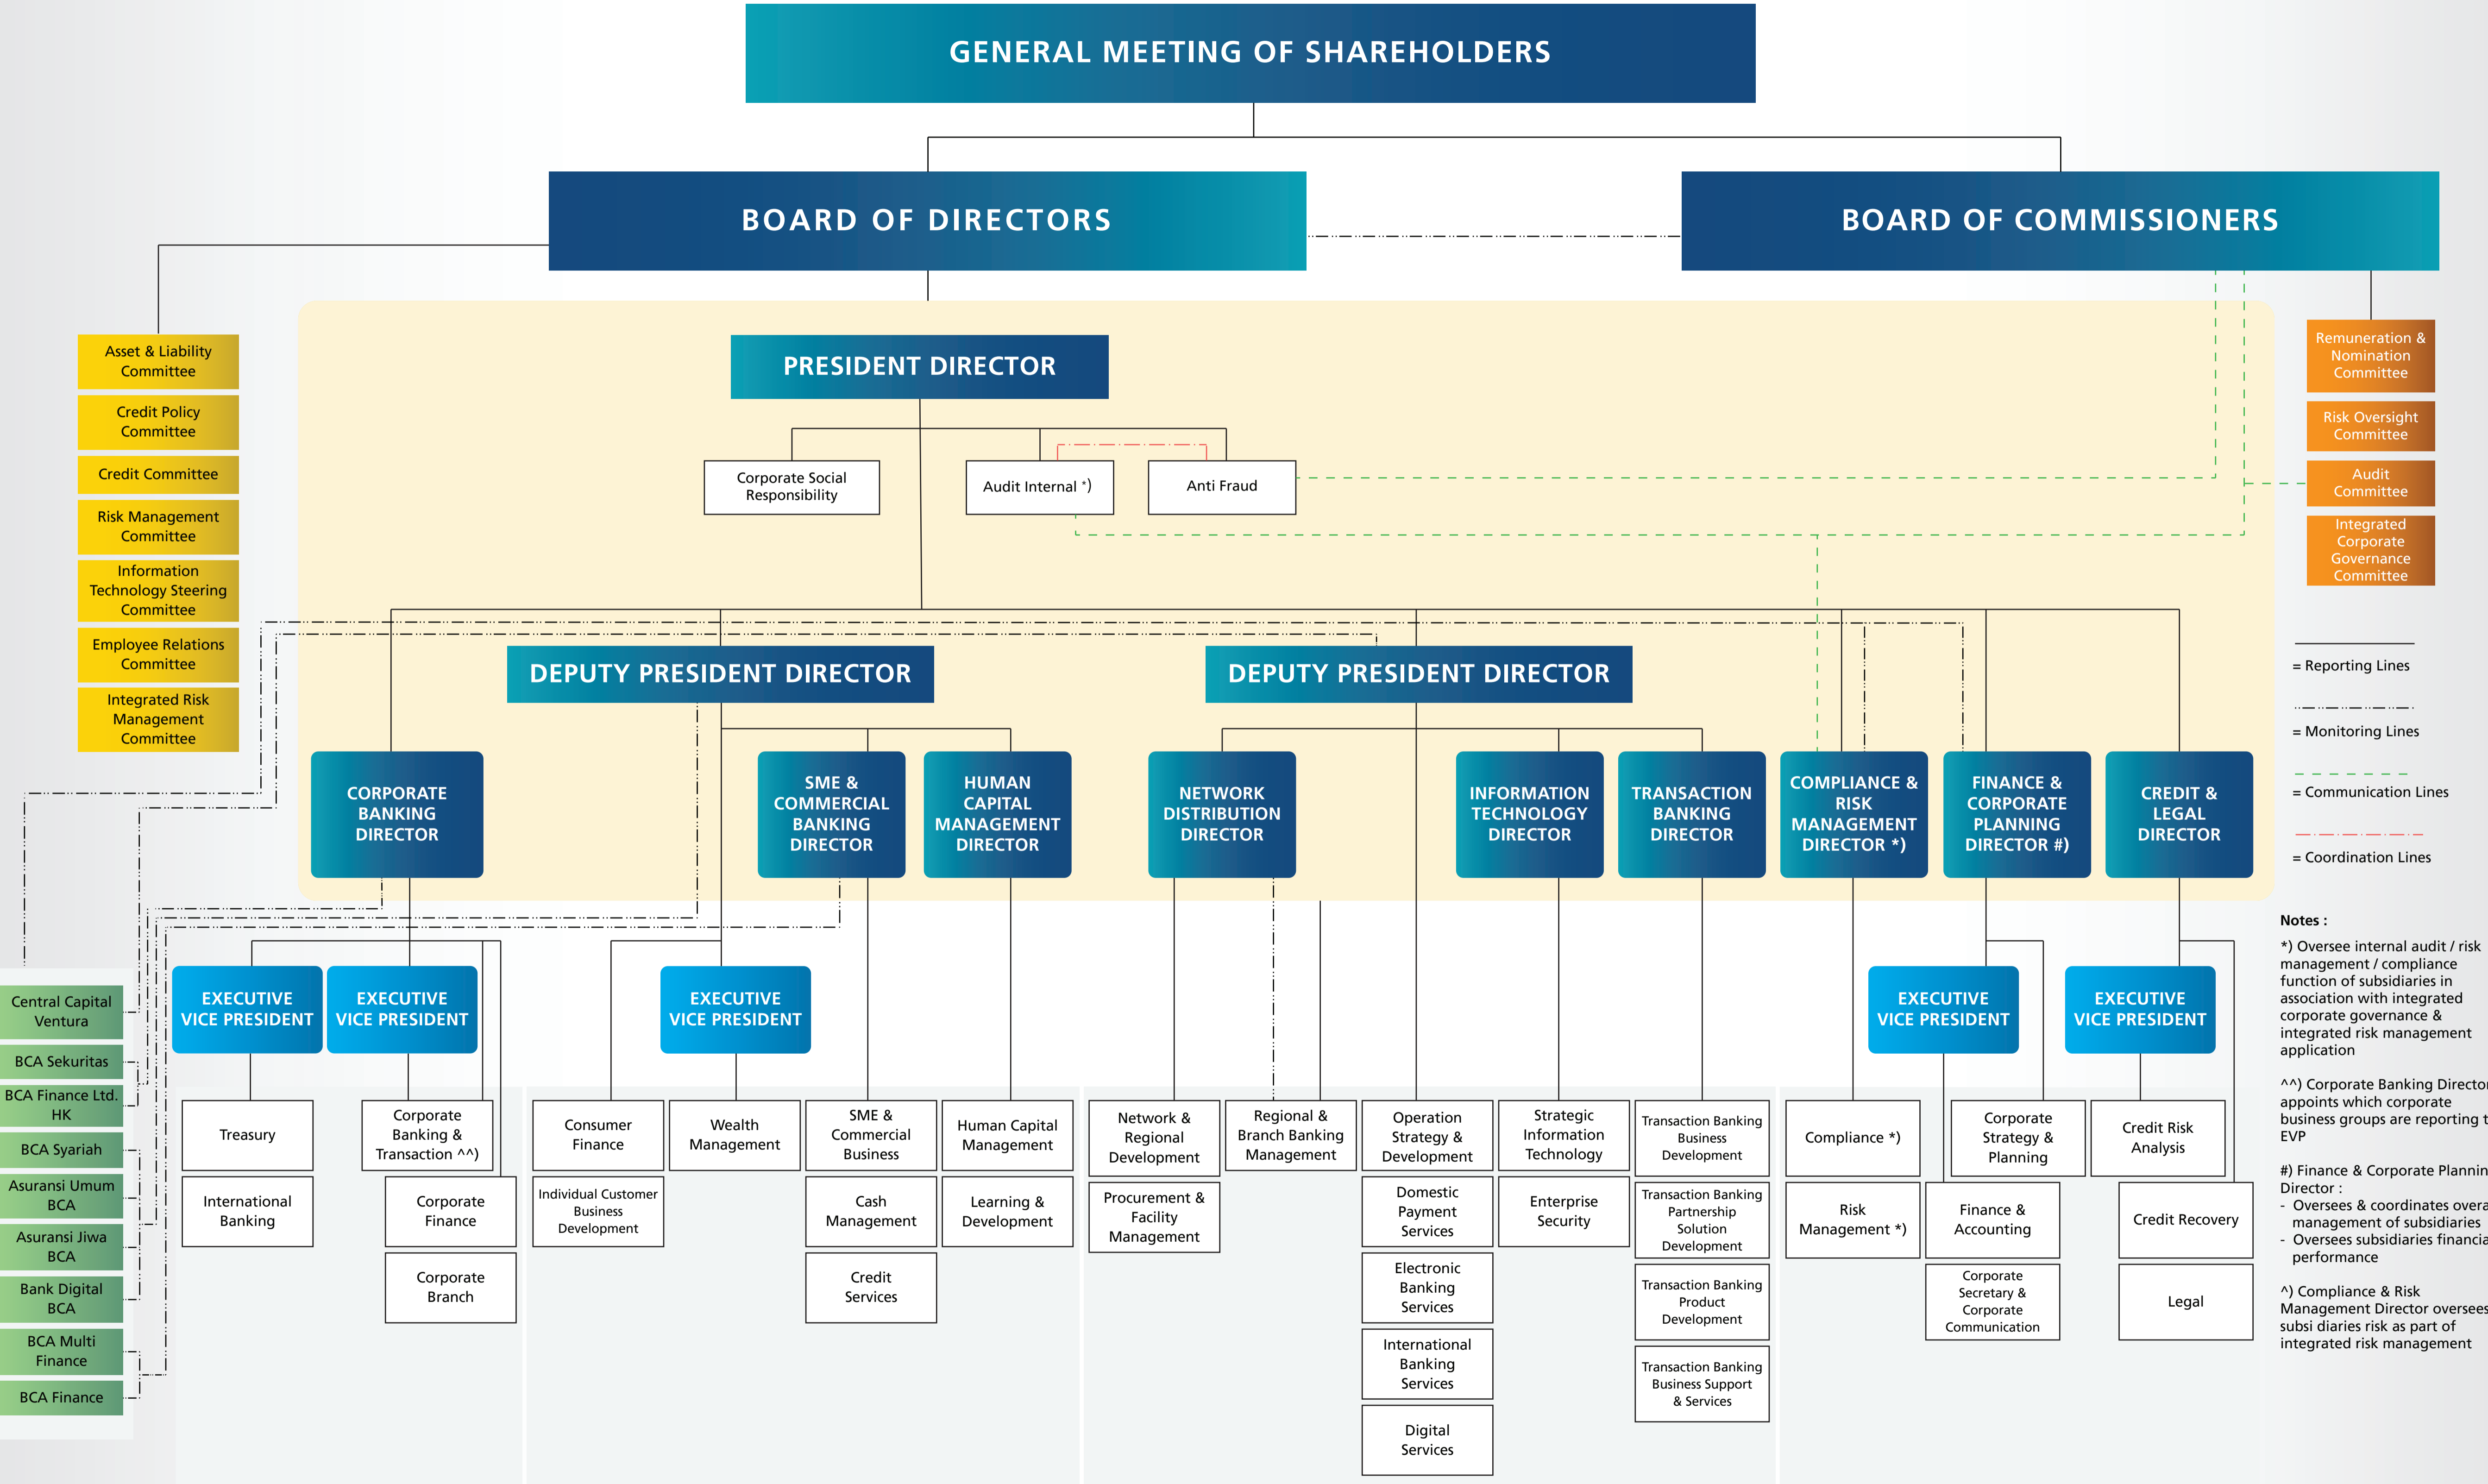 GENERAL MEETING OF SHAREHOLDERS
BOARD OF DIRECTORS
BOARD OF COMMISSIONERS
Asset & Liability
Committee
Credit Policy
Committee
Credit Committee
Risk Management
Committee
Information
Technology Steering
Committee
Employee Relations
Committee
Integrated Risk
Management
Committee
PRESIDENT DIRECTOR
Corporate Social
Responsibility
Audit Internal *)
Anti Fraud
Remuneration &
Nomination
Committee
Risk Oversight
Committee
Audit
Committee
Integrated
Corporate
Governance
Committee
DEPUTY PRESIDENT DIRECTOR
DEPUTY PRESIDENT DIRECTOR
= Reporting Lines
= Monitoring Lines
= Communication Lines
= Coordination Lines
CORPORATE
BANKING
DIRECTOR
SME &
COMMERCIAL
BANKING
DIRECTOR
HUMAN
CAPITAL
MANAGEMENT
DIRECTOR
NETWORK
DISTRIBUTION
DIRECTOR
INFORMATION
TECHNOLOGY
DIRECTOR
TRANSACTION
BANKING
DIRECTOR
COMPLIANCE &
RISK
MANAGEMENT
DIRECTOR *)
FINANCE &
CORPORATE
PLANNING
DIRECTOR #)
CREDIT &
LEGAL
DIRECTOR
Central Capital
Ventura
BCA Sekuritas
BCA Finance Ltd.
HK
BCA Syariah
Asuransi Umum
BCA
Asuransi Jiwa
BCA
Bank Digital
BCA
BCA Multi
Finance
BCA Finance
EXECUTIVE
VICE PRESIDENT
EXECUTIVE
VICE PRESIDENT
EXECUTIVE
VICE PRESIDENT
EXECUTIVE
VICE PRESIDENT
EXECUTIVE
VICE PRESIDENT
Treasury
International
Banking
Corporate
Banking &
Transaction ^^)
Corporate
Finance
Corporate
Branch
Consumer
Finance
Individual Customer
Business
Development
Wealth
Management
SME &
Commercial
Business
Cash
Management
Credit
Services
Human Capital
Management
Learning &
Development
Network &
Regional
Development
Procurement &
Facility
Management
Regional &
Branch Banking
Management
Operation
Strategy &
Development
Domestic
Payment
Services
Electronic
Banking
Services
International
Banking
Services
Digital
Services
Strategic
Information
Technology
Enterprise
Security
Transaction Banking
Business
Development
Transaction Banking
Partnership
Solution
Development
Transaction Banking
Product
Development
Transaction Banking
Business Support
& Services
Compliance *)
Risk
Management *)
Corporate
Strategy &
Planning
Finance &
Accounting
Corporate
Secretary &
Corporate
Communication
Credit Risk
Analysis
Credit Recovery
Legal
Notes :
*) Oversee internal audit / risk
management / compliance
function of subsidiaries in
association with integrated
corporate governance &
integrated risk management
application
^^) Corporate Banking Director
appoints which corporate
business groups are reporting
EVP
#) Finance & Corporate
Director :
- Oversees & coordinates
management of subsidiaries
- Oversees subsidiaries
performance
^) Compliance & Risk
Management Director oversees
subsi diaries risk as part of
integrated risk management